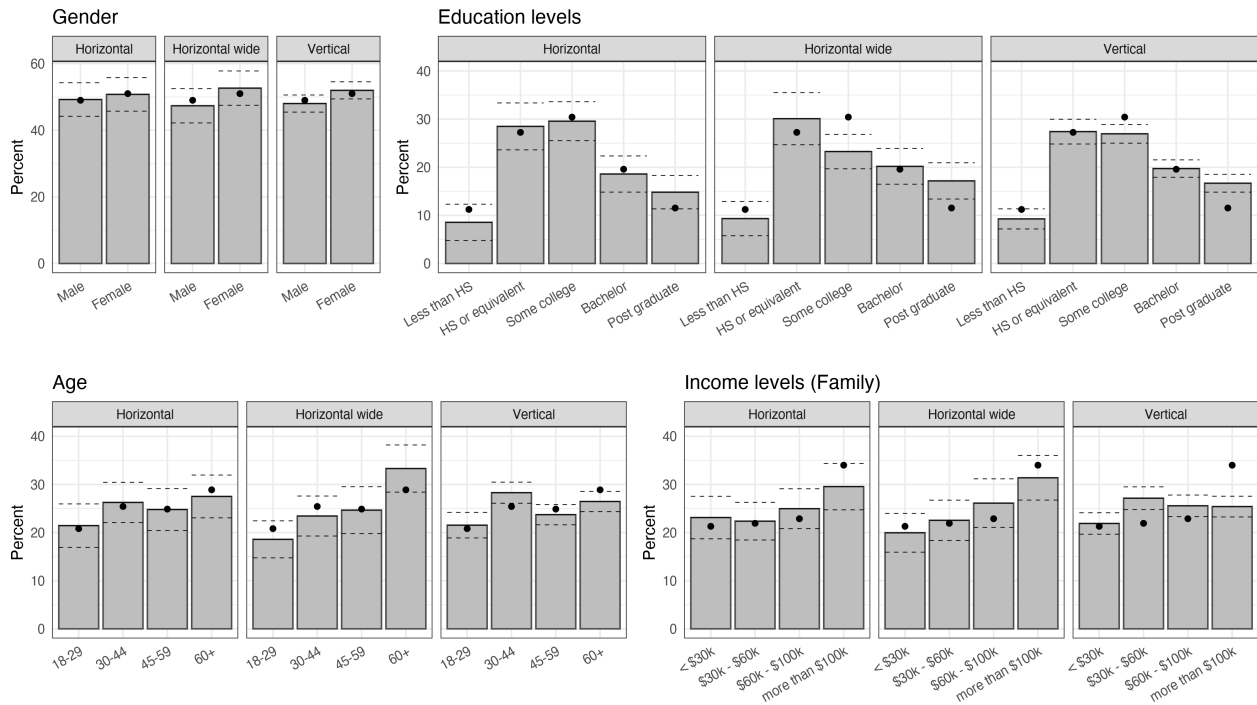 Gender
Education levels
Horizontal Horizontal wide Vertical
Horizontal Horizontal wide Vertical
Percent
60
40
20
0
Male Female Male Female Male Female
Percent
40
30
20
10
0
Less than HS HS or equivalent Some college Bachelor Post graduate Less than HS HS or equivalent Some college Bachelor Post graduate Less than HS HS or equivalent Some college Bachelor Post graduate
Age
Income levels (Family)
Horizontal Horizontal wide Vertical
Horizontal Horizontal wide Vertical
Percent
40
30
20
10
0
18-29 30-44 45-59 60+ 18-29 30-44 45-59 60+ 18-29 30-44 45-59 60+
Percent
40
30
20
10
0
< $30k $30k - $60k $60k - $100k more than $100k < $30k $30k - $60k $60k - $100k more than $100k < $30k $30k - $60k $60k - $100k more than $100k